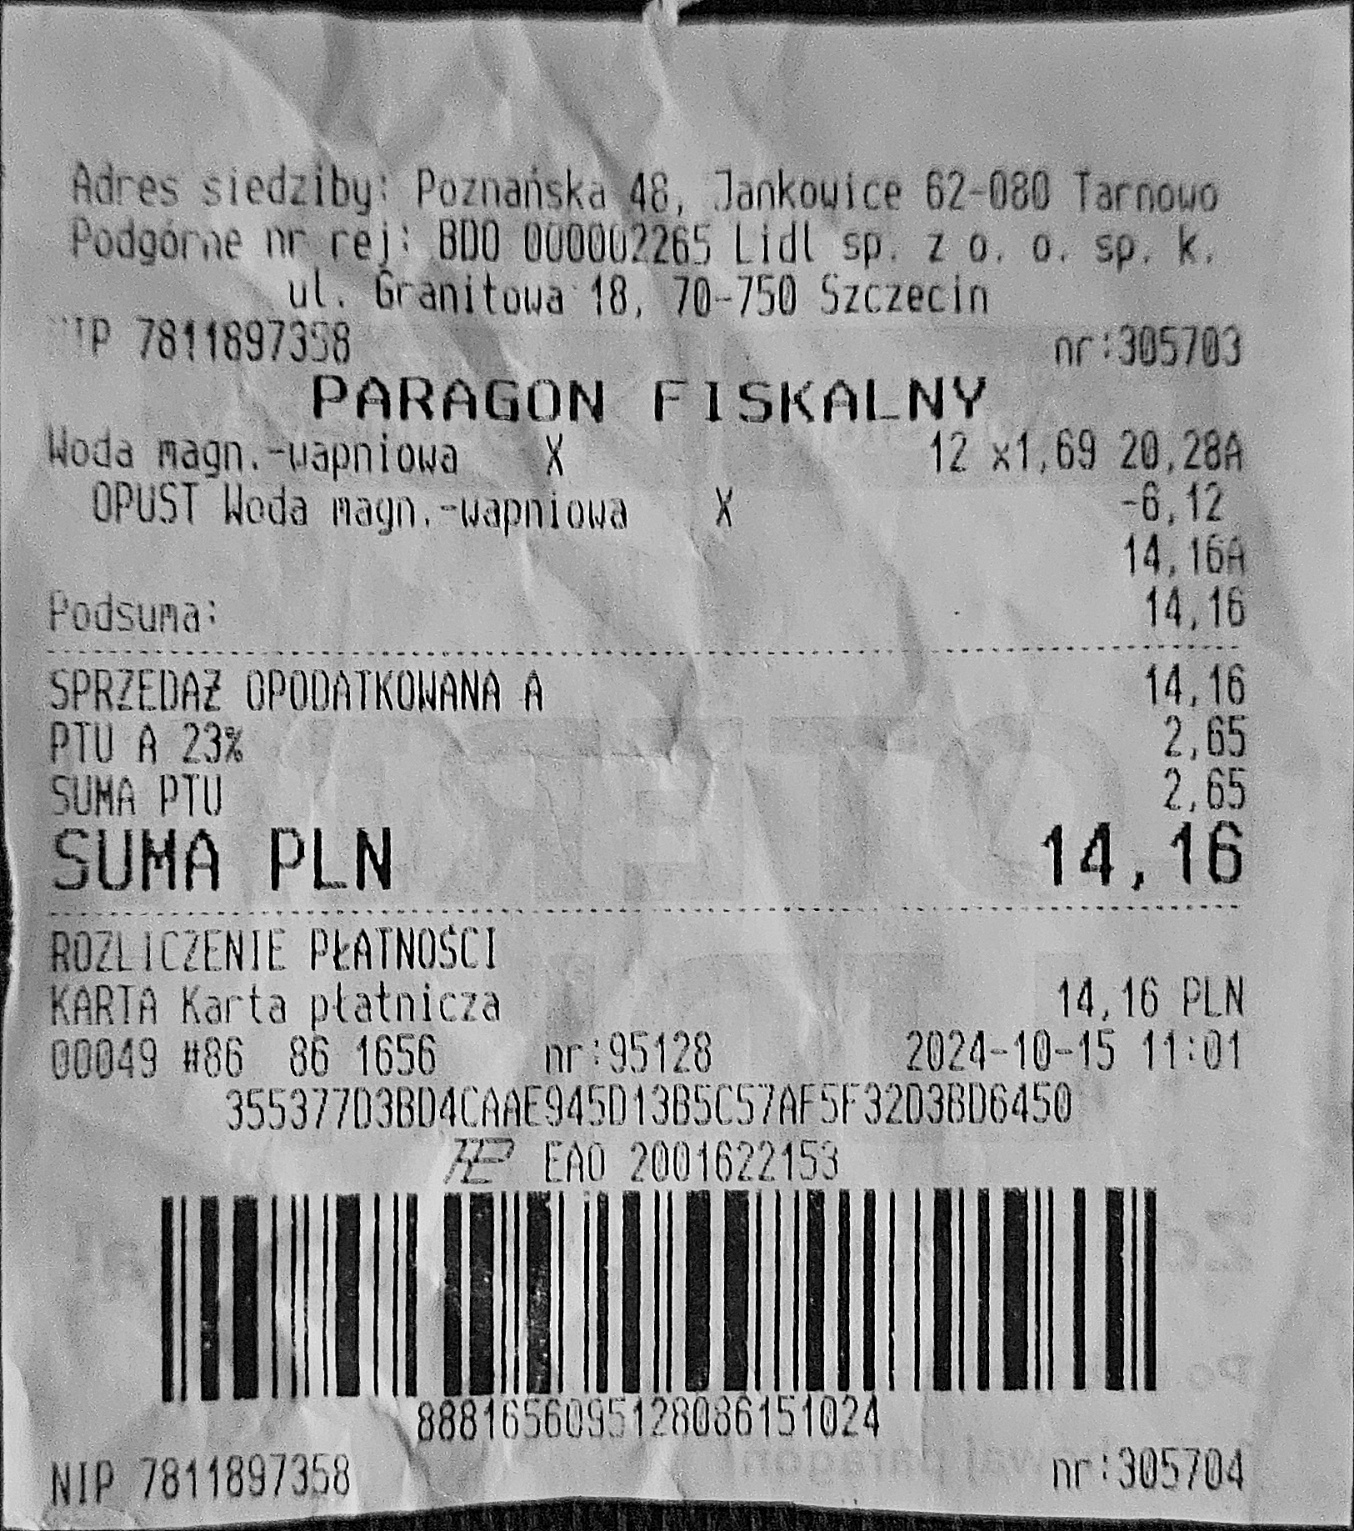 Adres siedziby: Poznańska 48, Jankowice 62-080 Tarnowo
Podgórne nr rej: BDO 000002265 Lidl sp. z o. o. sp. k.
ul. Granitowa 18, 70-750 Szczecin
NIP 7811897358 nr:305703
PARAGON FISKALNY
Woda magn.-wapniowa X 12 x1,69 20,28A
OPUST Woda magn.-wapniowa X -6,12
14,16A
Podsuma: 14,16
SPRZEDAŻ OPODATKOWANA A 14,16
PTU A 23% 2,65
SUMA PTU 2,65
SUMA PLN 14,16
ROZLICZENIE PŁATNOŚCI
KARTA Karta płatnicza 14,16 PLN
00049 #86 86 1656 nr:95128 2024-10-15 11:01
355377D3BD4CAAE945D13B5C57AF5F32D3BD6450
EAO 2001622153
8881656095128086151024
NIP 7811897358 nr:305704